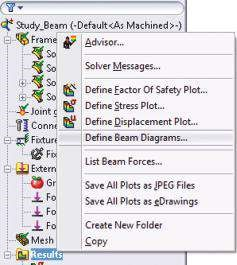 Study_Beam (-Default<As Machined>-)
Frame
Advisor...
So
Solver Messages...
So
So
Define Factor Of Safety Plot...
So
Define Stress Plot...
Joint g
Define Displacement Plot...
Conne
Define Beam Diagrams...
Fixture
Fix
List Beam Forces...
Extern
Gr
Save All Plots as JPEG Files
Fo
Save All Plots as eDrawings
Fo
Fo
Create New Folder
Mesh
Copy
Results